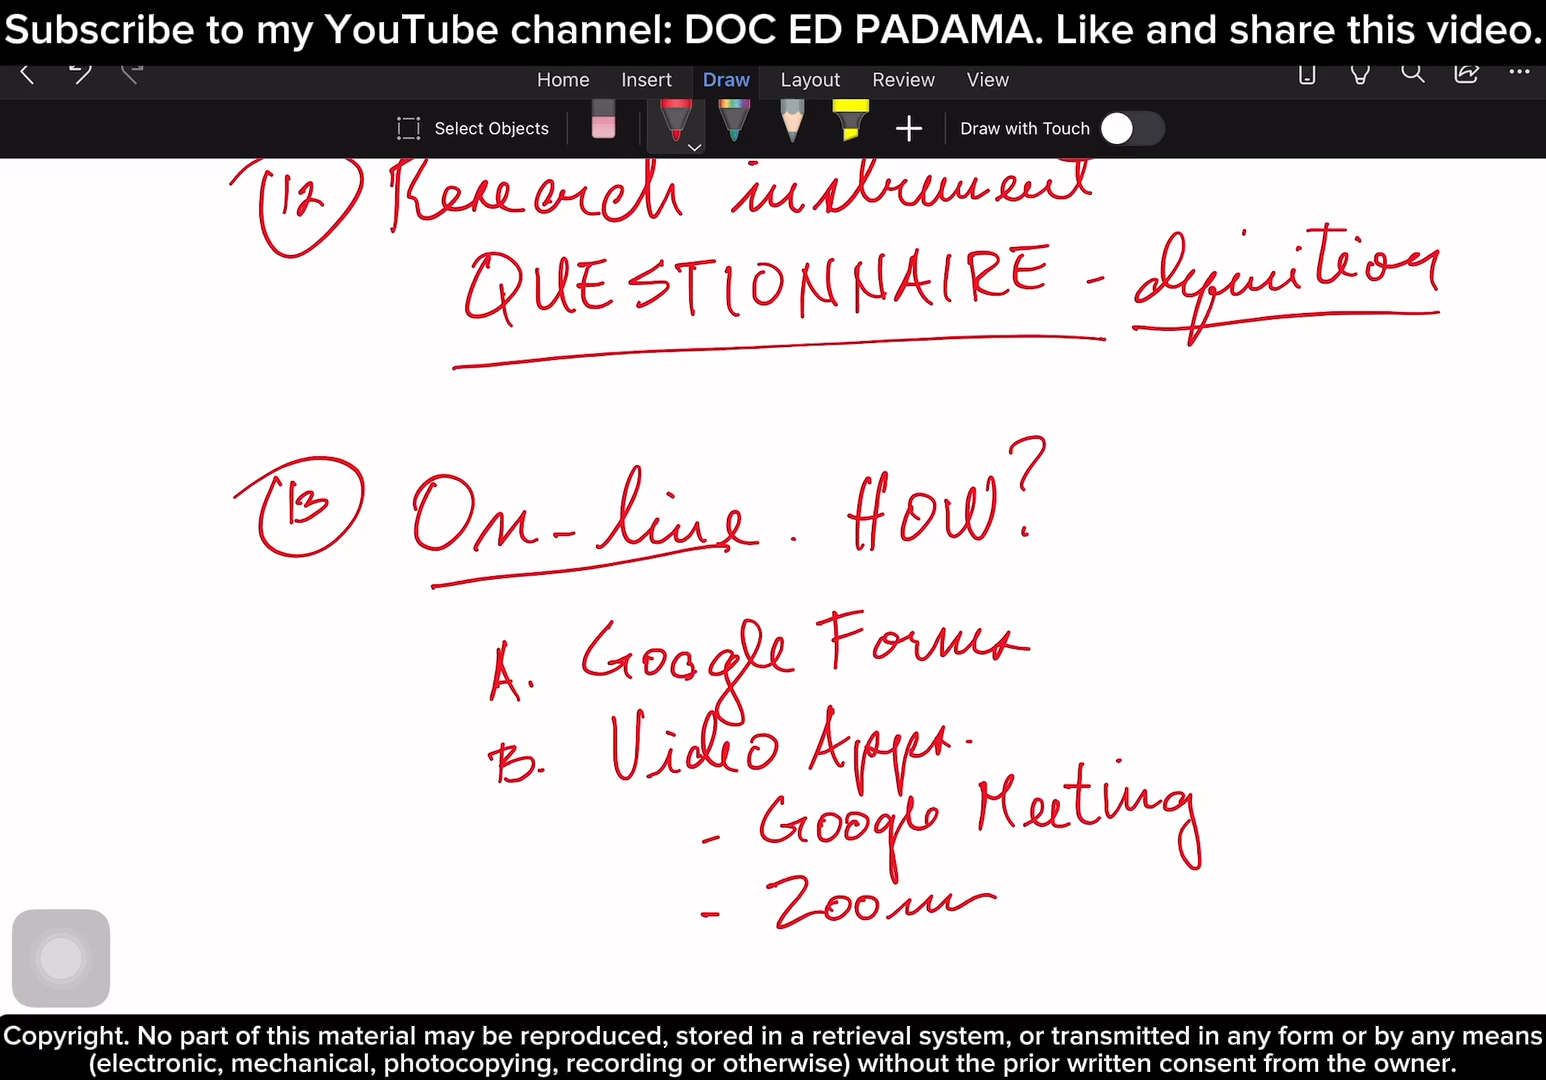 Subscribe to my YouTube channel: DOC ED PADAMA. Like and share this video.
Home Insert Draw Layout Review View
Select Objects Draw with Touch
12 Research instrument
QUESTIONNAIRE - definition
13 On-line. HOW?
A. Google Forms
B. Video Apps.
- Google Meeting
- Zoom
Copyright. No part of this material may be reproduced, stored in a retrieval system, or transmitted in any form or by any means
(electronic, mechanical, photocopying, recording or otherwise) without the prior written consent from the owner.